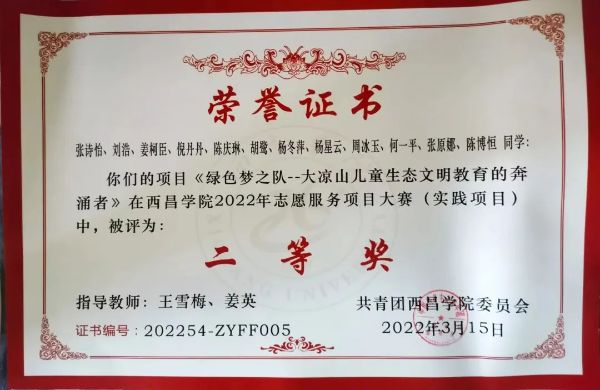 荣誉证书
张诗怡、刘浩、姜柯臣、倪丹丹、陈庆琳、胡鹭、杨冬萍、杨星云、周冰玉、何一平、张原娜、陈博恒 同学：
你们的项目《绿色梦之队--大凉山儿童生态文明教育的奔
涌者》在西昌学院2022年志愿服务项目大赛（实践项目）
中，被评为：
二等奖
指导教师：王雪梅、姜英
共青团西昌学院委员会
证书编号：202254-ZYFF005
2022年3月15日